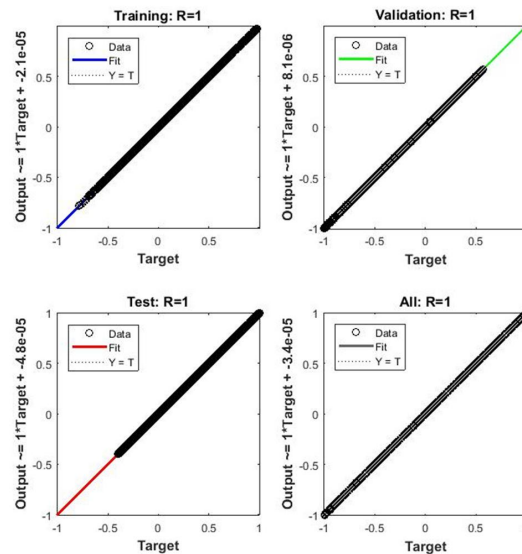 Training: R=1
Output ~= 1*Target + -2.1e-05
0.5
0
-0.5
-1
Data
Fit
Y = T
-1
-0.5
0
0.5
1
Target
Validation: R=1
Output ~= 1*Target + 8.1e-06
0.5
0
-0.5
-1
Data
Fit
Y = T
-1
-0.5
0
0.5
Target
Test: R=1
Output ~= 1*Target + -4.8e-05
1
0.5
0
-0.5
-1
Data
Fit
Y = T
-1
-0.5
0
0.5
1
Target
All: R=1
Output ~= 1*Target + -3.4e-05
1
0.5
0
-0.5
-1
Data
Fit
Y = T
-1
-0.5
0
0.5
Target